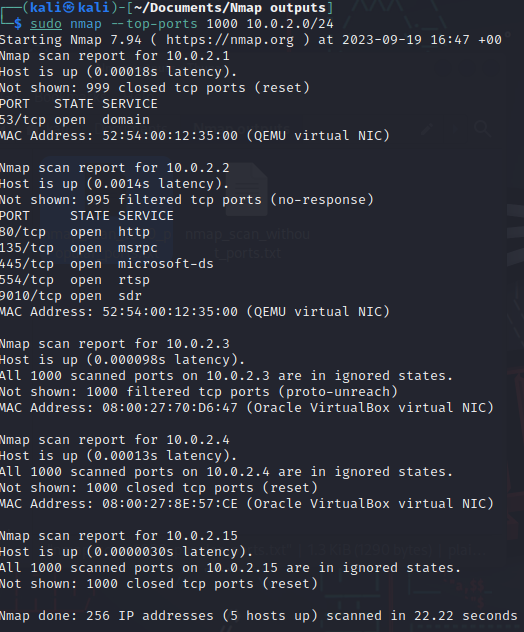 ┌──(kali㉿kali)-[~/Documents/Nmap outputs]
└─$ sudo nmap --top-ports 1000 10.0.2.0/24
Starting Nmap 7.94 ( https://nmap.org ) at 2023-09-19 16:47 +00
Nmap scan report for 10.0.2.1
Host is up (0.00018s latency).
Not shown: 999 closed tcp ports (reset)
PORT   STATE SERVICE
53/tcp open  domain
MAC Address: 52:54:00:12:35:00 (QEMU virtual NIC)

Nmap scan report for 10.0.2.2
Host is up (0.0014s latency).
Not shown: 995 filtered tcp ports (no-response)
PORT     STATE SERVICE
80/tcp   open  http
135/tcp  open  msrpc
445/tcp  open  microsoft-ds
554/tcp  open  rtsp
9010/tcp open  sdr
MAC Address: 52:54:00:12:35:00 (QEMU virtual NIC)

Nmap scan report for 10.0.2.3
Host is up (0.000098s latency).
All 1000 scanned ports on 10.0.2.3 are in ignored states.
Not shown: 1000 filtered tcp ports (proto-unreach)
MAC Address: 08:00:27:70:D6:47 (Oracle VirtualBox virtual NIC)

Nmap scan report for 10.0.2.4
Host is up (0.00013s latency).
All 1000 scanned ports on 10.0.2.4 are in ignored states.
Not shown: 1000 closed tcp ports (reset)
MAC Address: 08:00:27:8E:57:CE (Oracle VirtualBox virtual NIC)

Nmap scan report for 10.0.2.15
Host is up (0.0000030s latency).
All 1000 scanned ports on 10.0.2.15 are in ignored states.
Not shown: 1000 closed tcp ports (reset)

Nmap done: 256 IP addresses (5 hosts up) scanned in 22.22 seconds